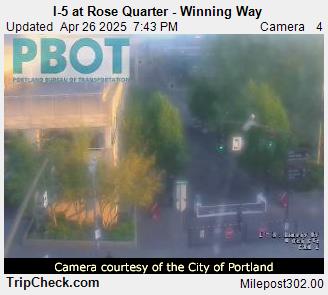 I-5 at Rose Quarter - Winning Way
Updated Apr 26 2025 7:43 PM Camera 4
PBOT
PORTLAND BUREAU OF TRANSPORTATION
Camera courtesy of the City of Portland
TripCheck.com Milepost302.00